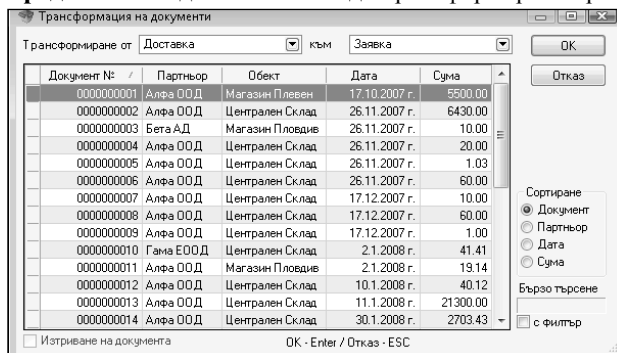 Трансформация на документи
Трансформиране от Доставка към Заявка OK
Отказ
Документ № / Партньор Обект Дата Сума
0000000001 Алфа ООД Магазин Плевен 17.10.2007 г. 5500.00
0000000002 Алфа ООД Централен Склад 26.11.2007 г. 6430.00
0000000003 Бета АД Магазин Пловдив 26.11.2007 г. 10.00
0000000004 Алфа ООД Централен Склад 26.11.2007 г. 20.00
0000000005 Алфа ООД Централен Склад 26.11.2007 г. 1.03
0000000006 Алфа ООД Централен Склад 26.11.2007 г. 60.00
0000000007 Алфа ООД Централен Склад 17.12.2007 г. 10.00
0000000008 Алфа ООД Централен Склад 17.12.2007 г. 60.00
0000000009 Алфа ООД Централен Склад 17.12.2007 г. 1.00
0000000010 Гама ЕООД Централен Склад 2.1.2008 г. 41.41
0000000011 Алфа ООД Магазин Пловдив 2.1.2008 г. 19.14
0000000012 Алфа ООД Централен Склад 10.1.2008 г. 40.12
0000000013 Алфа ООД Централен Склад 11.1.2008 г. 21300.00
0000000014 Алфа ООД Централен Склад 30.1.2008 г. 2703.43
Сортиране
Документ
Партньор
Дата
Сума
Бързо търсене
с филтър
Изтриване на документа OK - Enter / Отказ - ESC